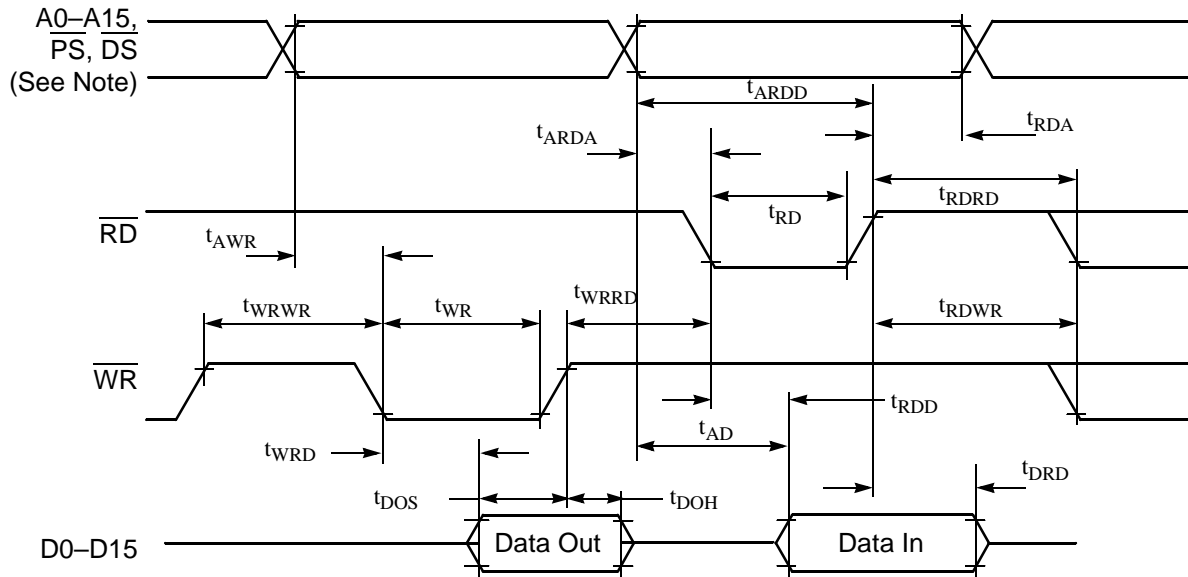 A0–A15,
PS, DS
(See Note)
tARDD
tRDA
tARDA
tRD
tRDRD
RD
tAWR
tWRWR
tWR
tWRRD
tRDWR
WR
tRDD
tAD
tWRD
tDRD
tDOS
tDOH
D0–D15
Data Out
Data In